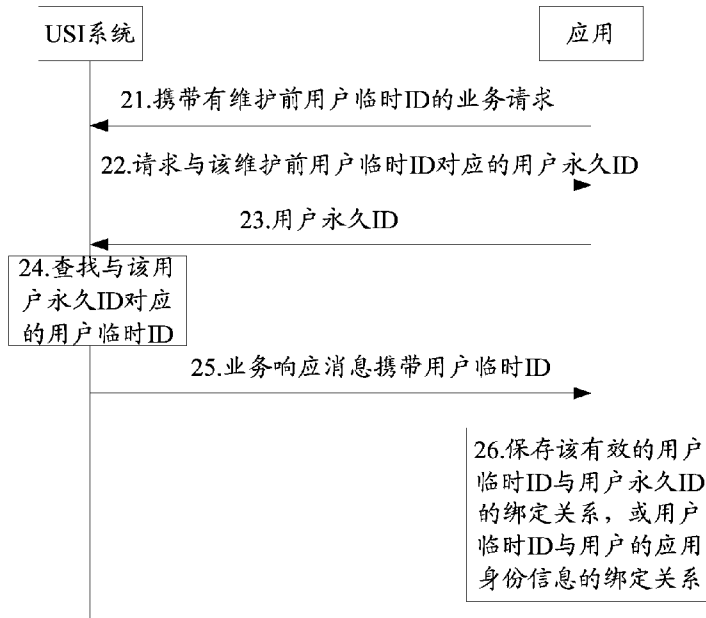 USI系统
应用
21.携带有维护前用户临时ID的业务请求
22.请求与该维护前用户临时ID对应的用户永久ID
23.用户永久ID
24.查找与该用
户永久ID对应
的用户临时ID
25.业务响应消息携带用户临时ID
26.保存该有效的用户
临时ID与用户永久ID
的绑定关系，或用户
临时ID与用户的应用
身份信息的绑定关系